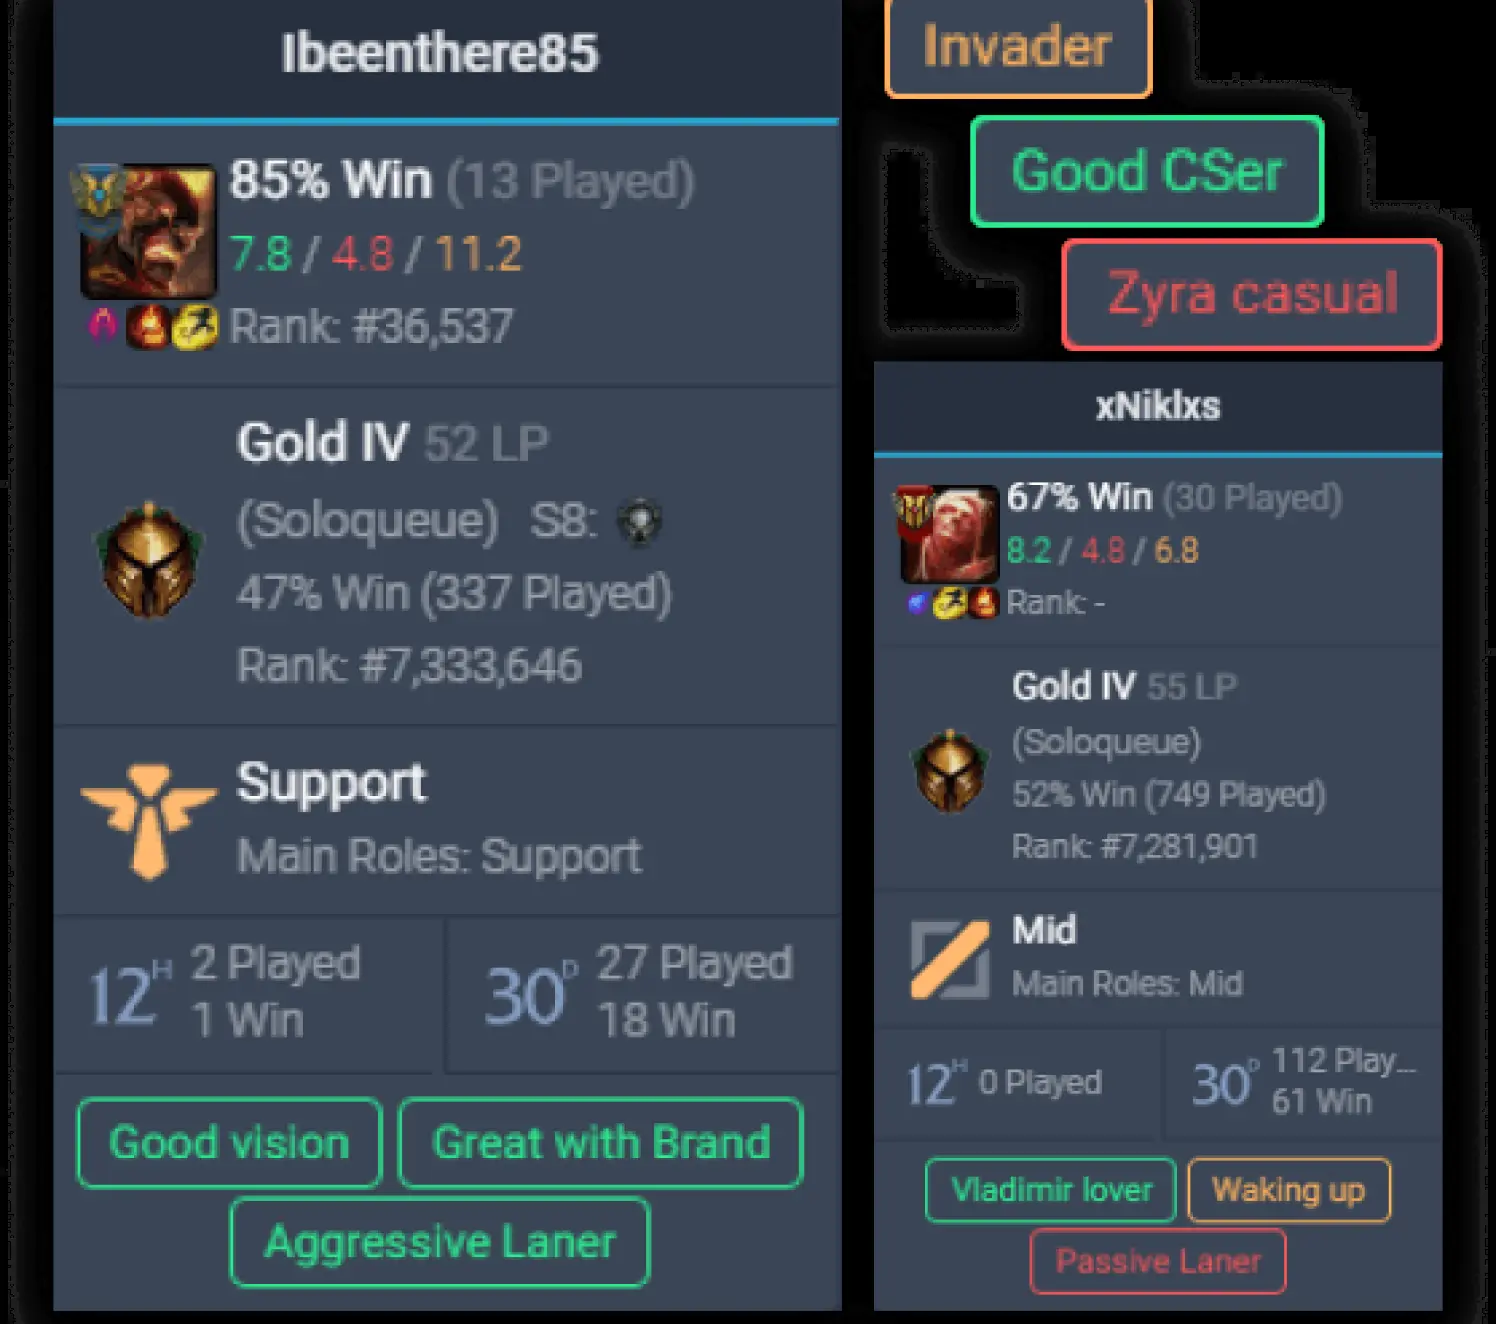 Ibeenthere85
85% Win (13 Played)
7.8 / 4.8 / 11.2
Rank: #36,537
Gold IV 52 LP
(Soloqueue) S8:
47% Win (337 Played)
Rank: #7,333,646
Support
Main Roles: Support
12H 2 Played
1 Win
30D 27 Played
18 Win
Good vision Great with Brand
Aggressive Laner
Invader
Good CSer
Zyra casual
xNiklxs
67% Win (30 Played)
8.2 / 4.8 / 6.8
Rank: -
Gold IV 55 LP
(Soloqueue)
52% Win (749 Played)
Rank: #7,281,901
Mid
Main Roles: Mid
12H 0 Played
30D 112 Play...
61 Win
Vladimir lover Waking up
Passive Laner